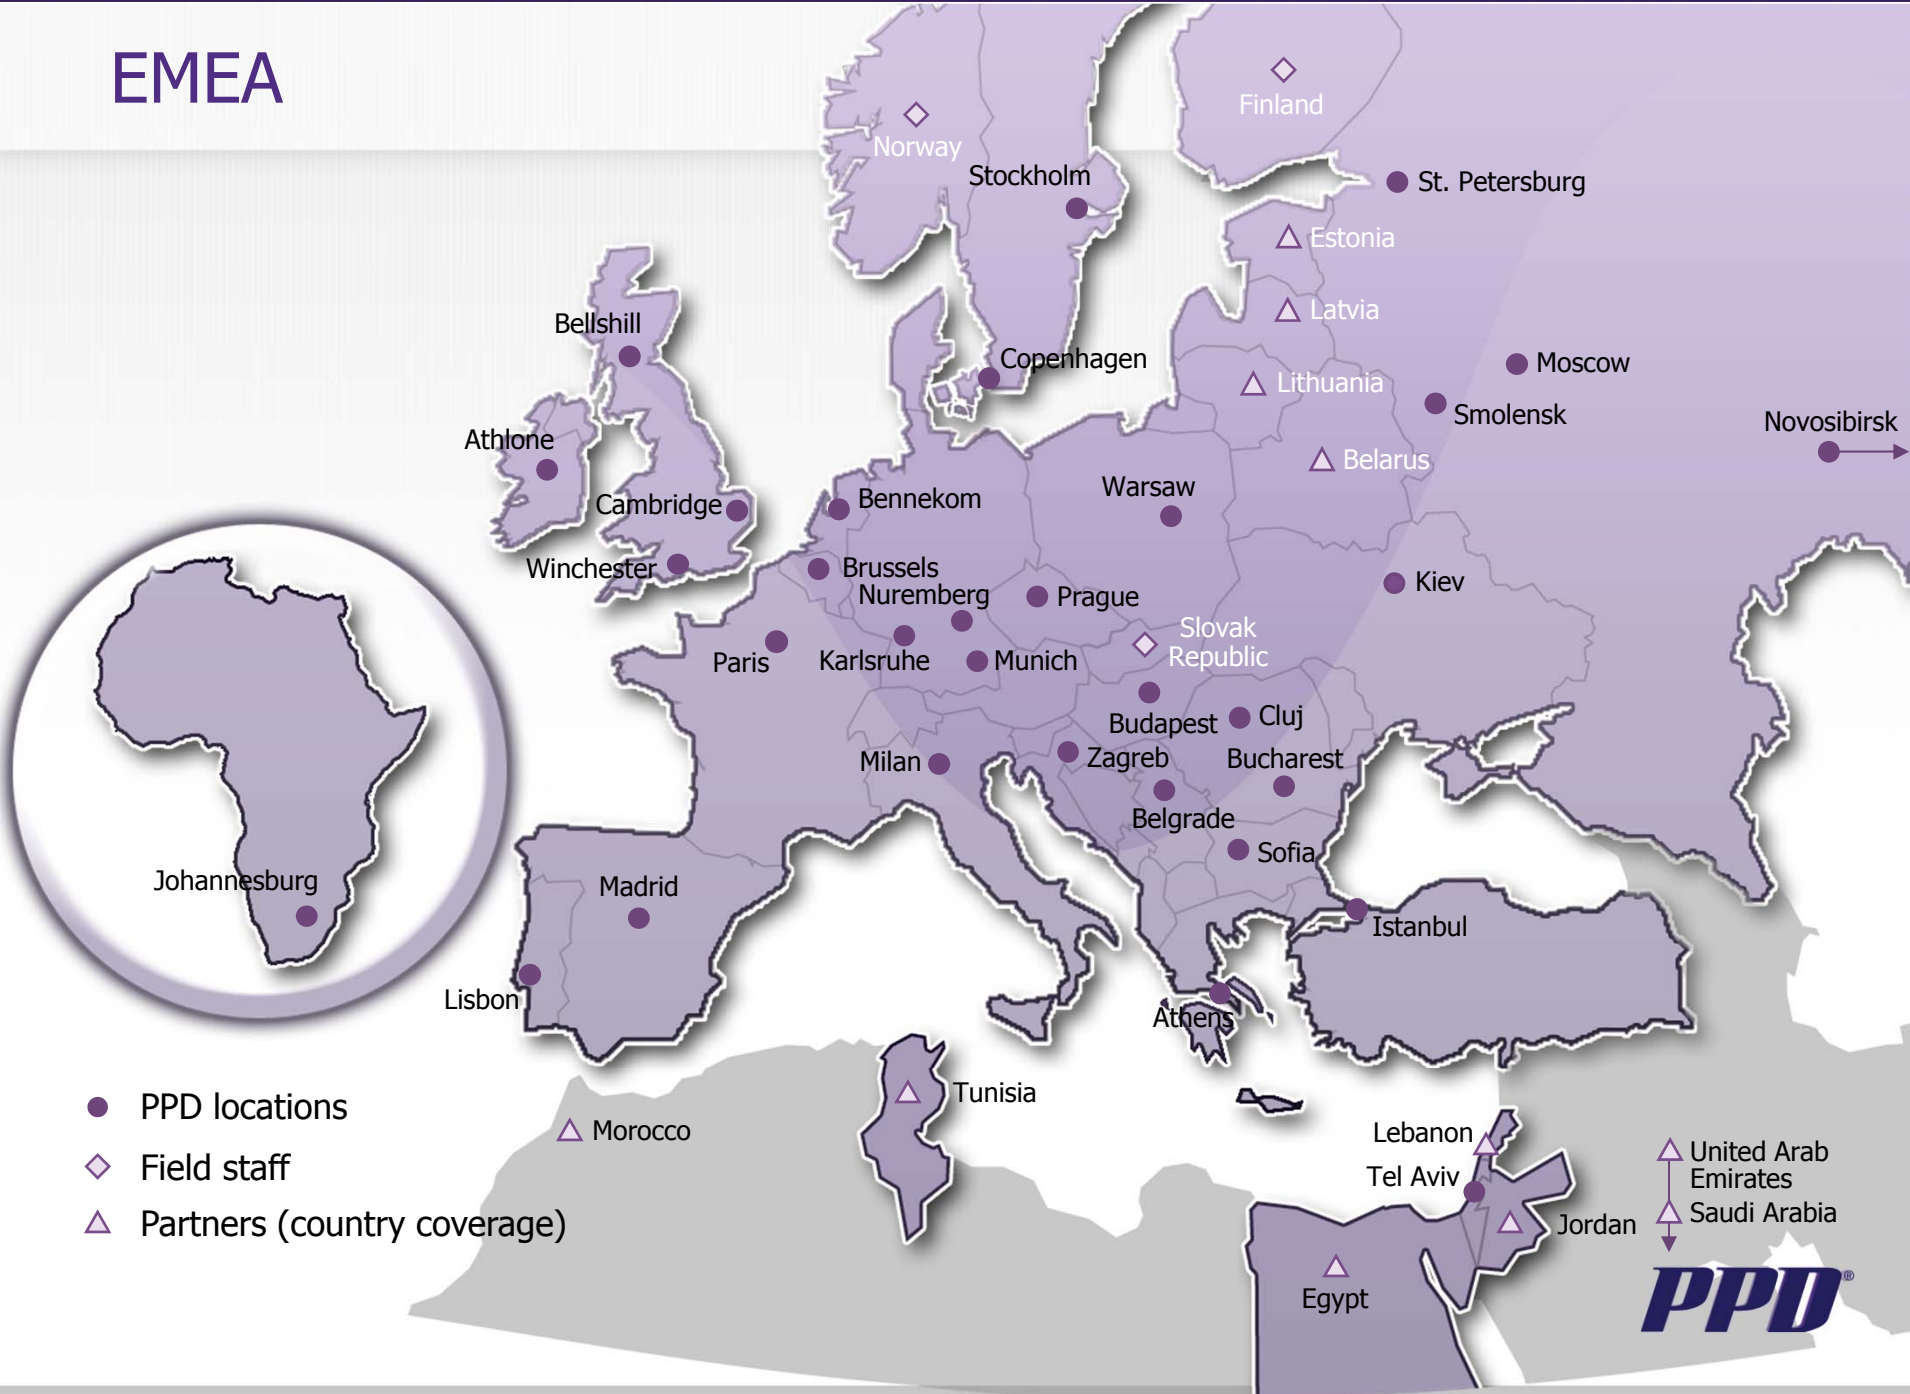 EMEA
Finland
Norway
Stockholm
St. Petersburg
Estonia
Latvia
Bellshill
Copenhagen
Moscow
Lithuania
Smolensk
Novosibirsk
Athlone
Belarus
Warsaw
Cambridge
Bennekom
Winchester
Brussels
Nuremberg
Prague
Kiev
Slovak
Republic
Paris
Karlsruhe
Munich
Budapest
Cluj
Milan
Zagreb
Bucharest
Belgrade
Sofia
Johannesburg
Madrid
Istanbul
Lisbon
Athens
PPD locations
Field staff
Partners (country coverage)
Tunisia
Morocco
Lebanon
Tel Aviv
United Arab
Emirates
Saudi Arabia
Jordan
Egypt
PPD®